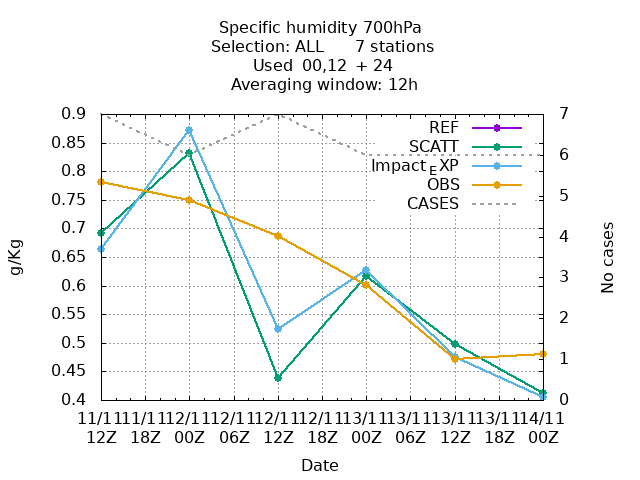 Specific humidity 700hPa
Selection: ALL 7 stations
Used 00,12 + 24
Averaging window: 12h
0.9
0.85
0.8
0.75
0.7
0.65
0.6
0.55
0.5
0.45
0.4
7
6
5
4
3
2
1
0
REF
SCATT
Impact_EXP
OBS
CASES
g/Kg
No cases
11/11 11/11 12/11 12/11 12/11 12/11 13/11 13/11 13/11 13/11 14/11
12Z 18Z 00Z 06Z 12Z 18Z 00Z 06Z 12Z 18Z 00Z
Date